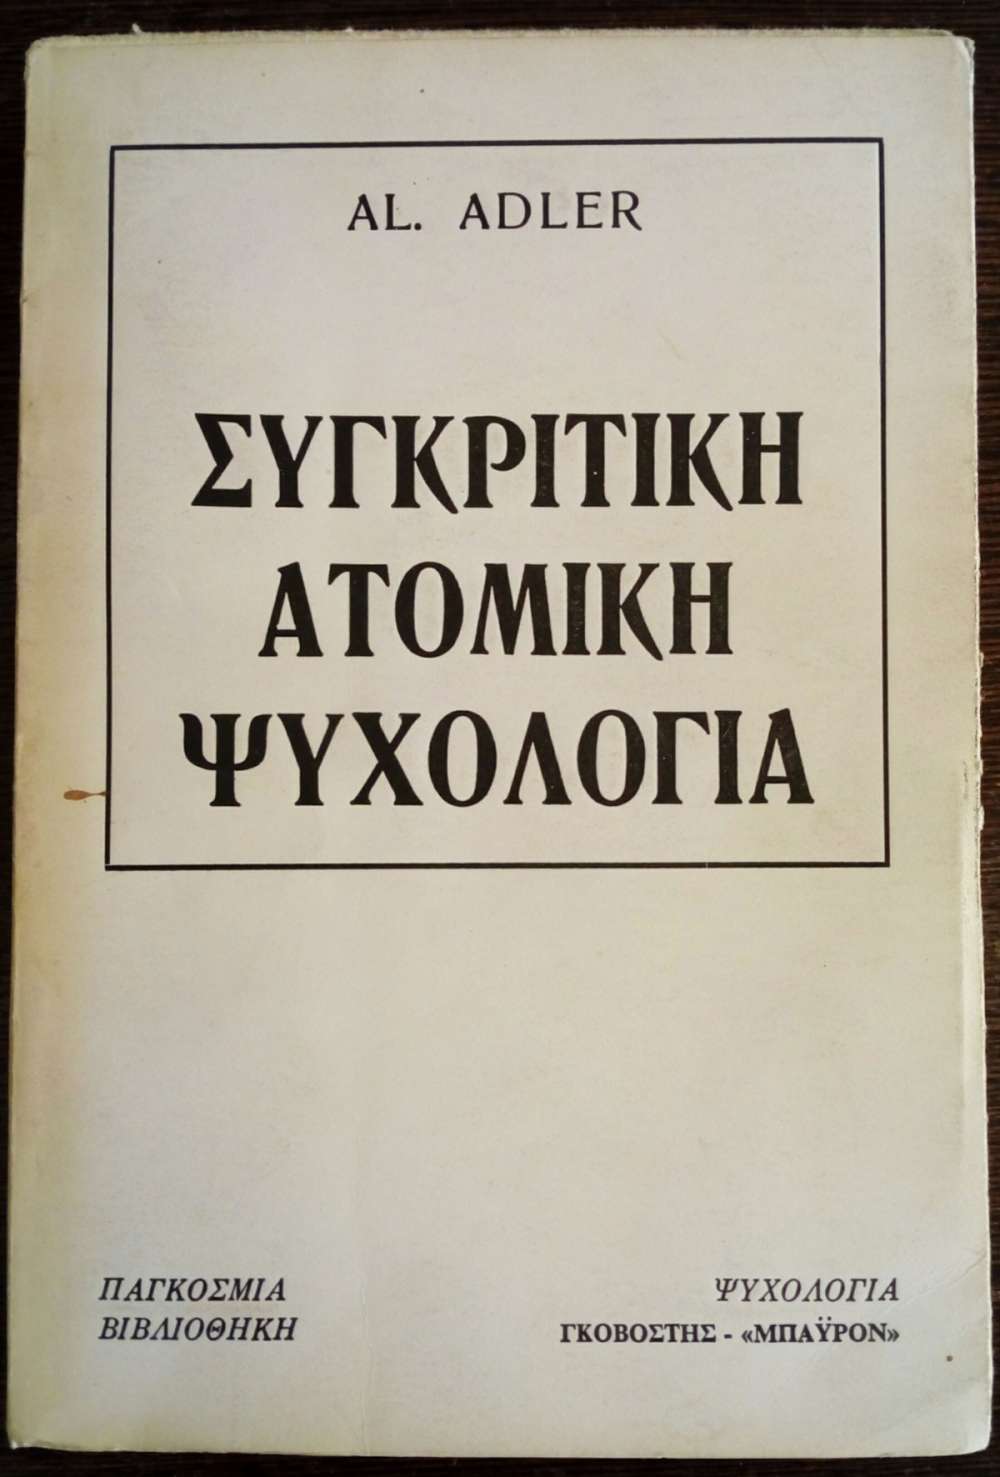 AL. ADLER
ΣΥΓΚΡΙΤΙΚΗ
ΑΤΟΜΙΚΗ
ΨΥΧΟΛΟΓΙΑ
ΠΑΓΚΟΣΜΙΑ
ΒΙΒΛΙΟΘΗΚΗ
ΨΥΧΟΛΟΓΙΑ
ΓΚΟΒΟΣΤΗΣ - «ΜΠΑΫΡΟΝ»